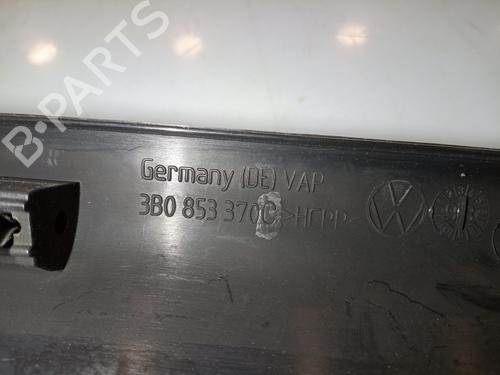 B-PARTS
Germany (DE) VAP
3B0 853 370C >HCPP<